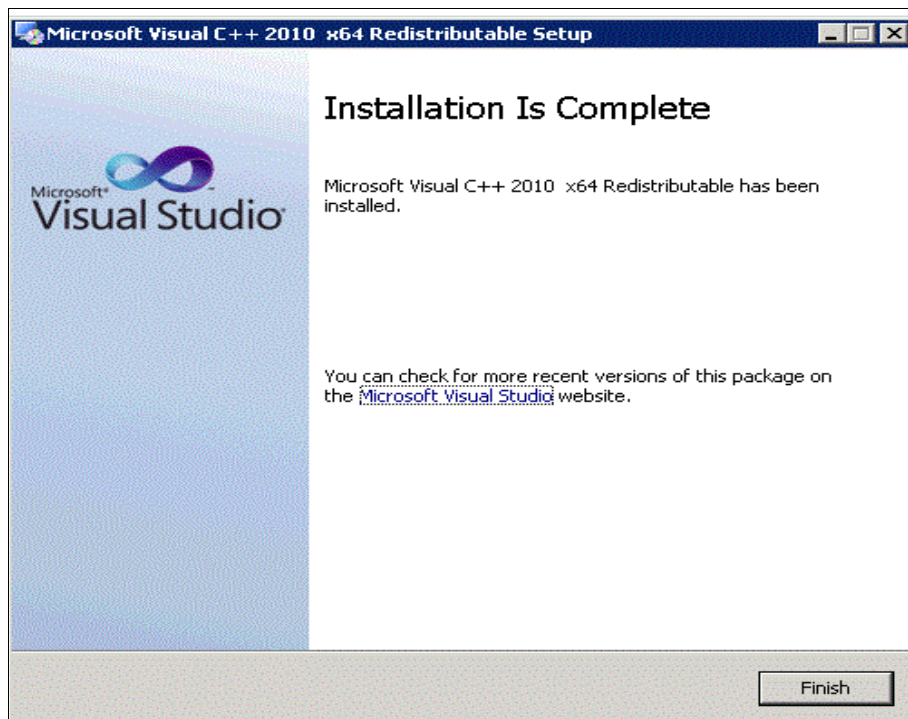 Microsoft Visual C++ 2010 x64 Redistributable Setup
Installation Is Complete
Microsoft Visual C++ 2010 x64 Redistributable has been
installed.
Microsoft®
Visual Studio®
You can check for more recent versions of this package on
the Microsoft Visual Studio website.
Finish